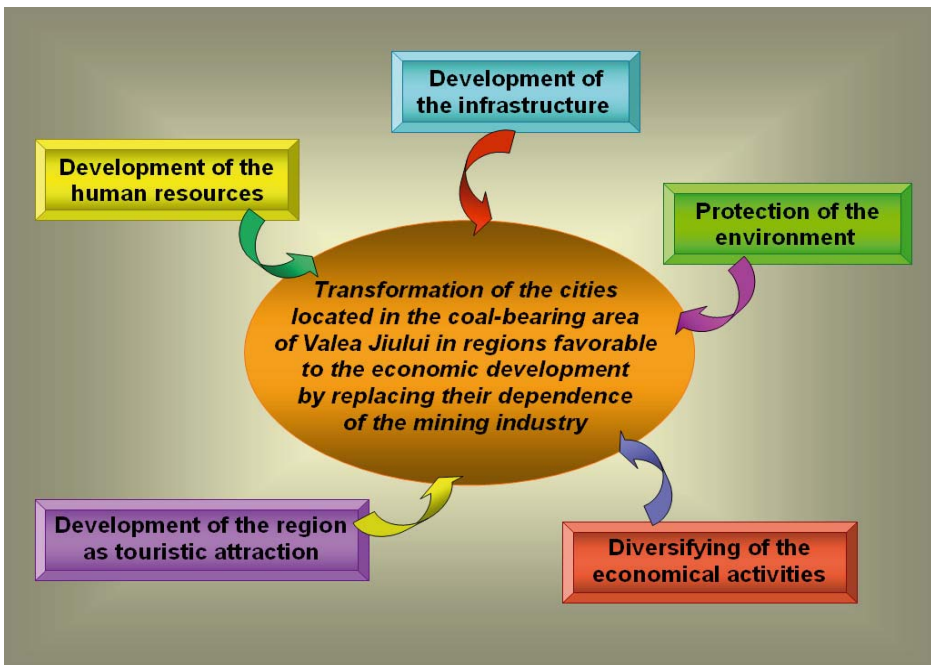 Development of
the infrastructure
Development of the
human resources
Protection of the
environment
Transformation of the cities
located in the coal-bearing area
of Valea Jiului in regions favorable
to the economic development
by replacing their dependence
of the mining industry
Development of the region
as touristic attraction
Diversifying of the
economical activities